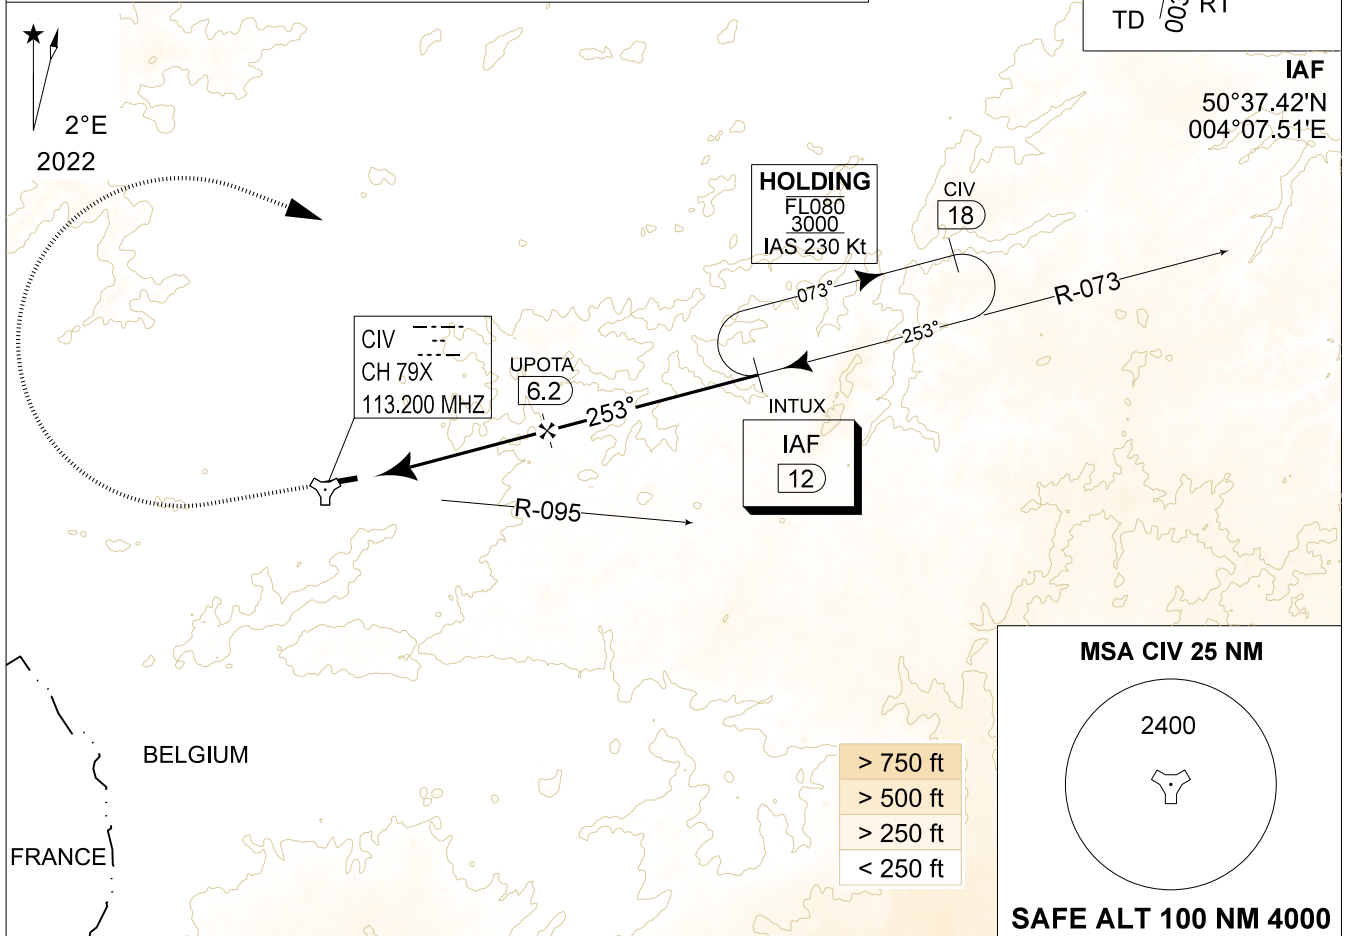 TD
RT
IAF
50°37.42'N
004°07.51'E
2°E
2022
HOLDING
FL080
3000
IAS 230 Kt
CIV
18
073°
R-073
253°
CIV
CH 79X
113.200 MHZ
UPOTA
6.2
253°
INTUX
IAF
12
R-095
MSA CIV 25 NM
2400
BELGIUM
FRANCE
> 750 ft
> 500 ft
> 250 ft
< 250 ft
SAFE ALT 100 NM 4000